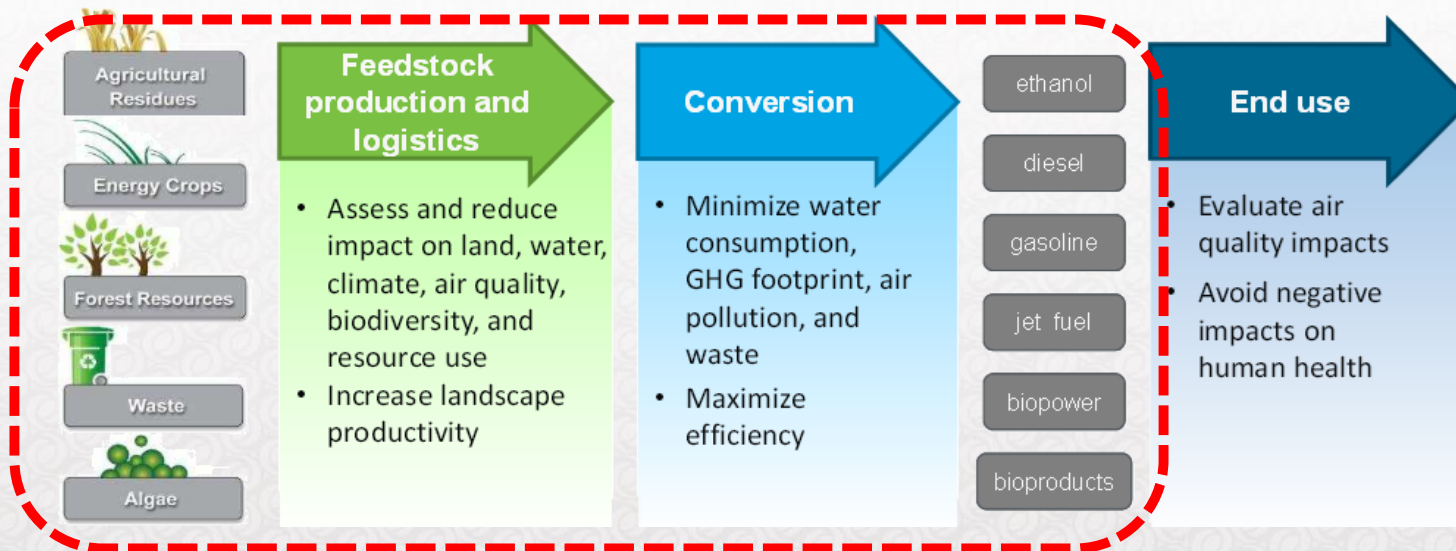 Agricultural
Residues
Energy Crops
Forest Resources
Waste
Algae
Feedstock
production and
logistics
• Assess and reduce
impact on land, water,
climate, air quality,
biodiversity, and
resource use
• Increase landscape
productivity
Conversion
• Minimize water
consumption,
GHG footprint, air
pollution, and
waste
• Maximize
efficiency
ethanol
diesel
gasoline
jet fuel
biopower
bioproducts
End use
• Evaluate air
quality impacts
• Avoid negative
impacts on
human health